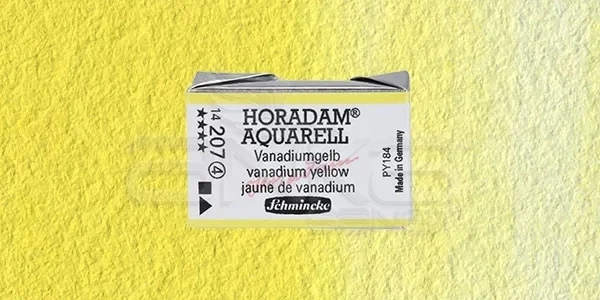 HORADAM®
AQUARELL
Vanadiumgelb
vanadium yellow
jaune de vanadium
Schmincke
14 207 4
★★★★
PY184
Made in Germany